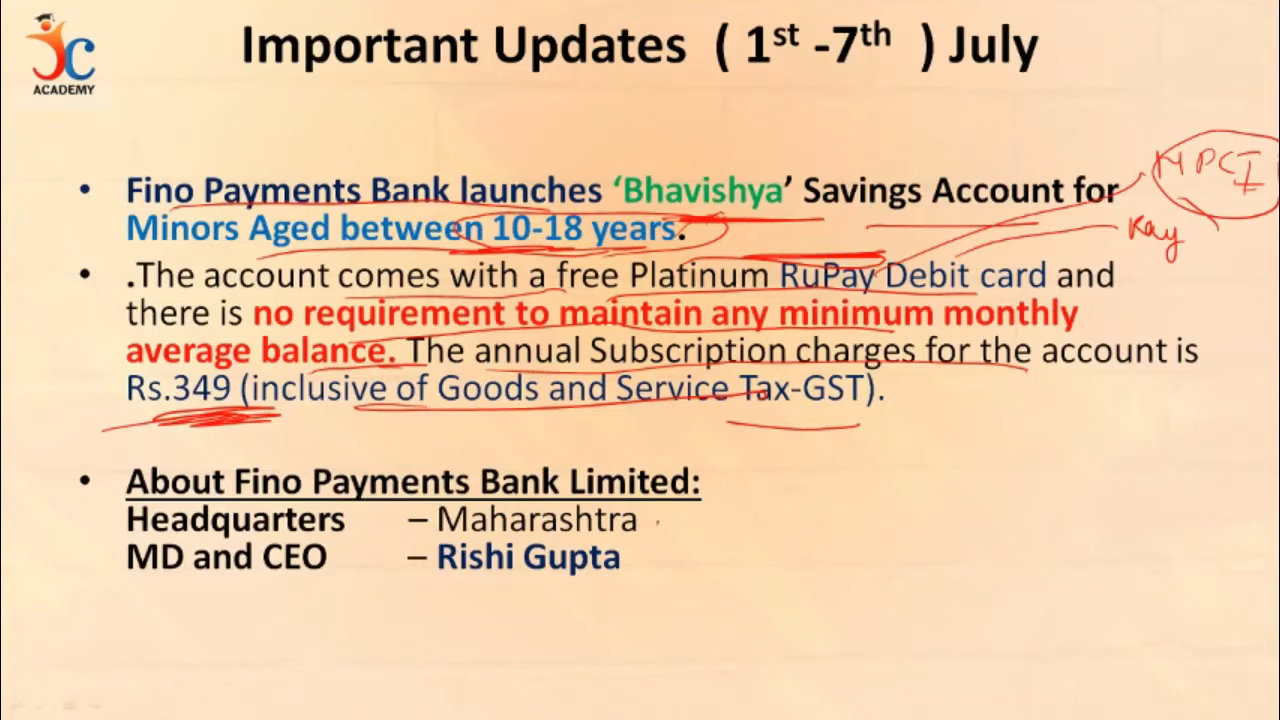 JC
ACADEMY
Important Updates ( 1st -7th ) July
• Fino Payments Bank launches ‘Bhavishya’ Savings Account for
Minors Aged between 10-18 years.
• .The account comes with a free Platinum RuPay Debit card and
there is no requirement to maintain any minimum monthly
average balance. The annual Subscription charges for the account is
Rs.349 (inclusive of Goods and Service Tax-GST).
• About Fino Payments Bank Limited:
Headquarters – Maharashtra
MD and CEO – Rishi Gupta
NPCI